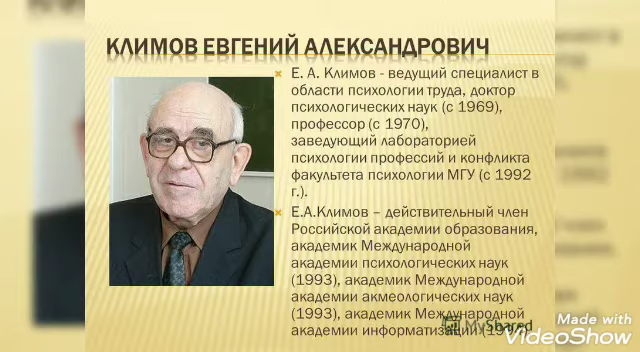 КЛИМОВ ЕВГЕНИЙ АЛЕКСАНДРОВИЧ
Е. А. Климов - ведущий специалист в
области психологии труда, доктор
психологических наук (с 1969),
профессор (с 1970),
заведующий лабораторией
психологии профессий и конфликта
факультета психологии МГУ (с 1992
г.).
Е.А.Климов – действительный член
Российской академии образования,
академик Международной
академии психологических наук
(1993), академик Международной
академии акмеологических наук
(1993), академик Международной
академии информатизации
MyShared
Made with
VideoShow